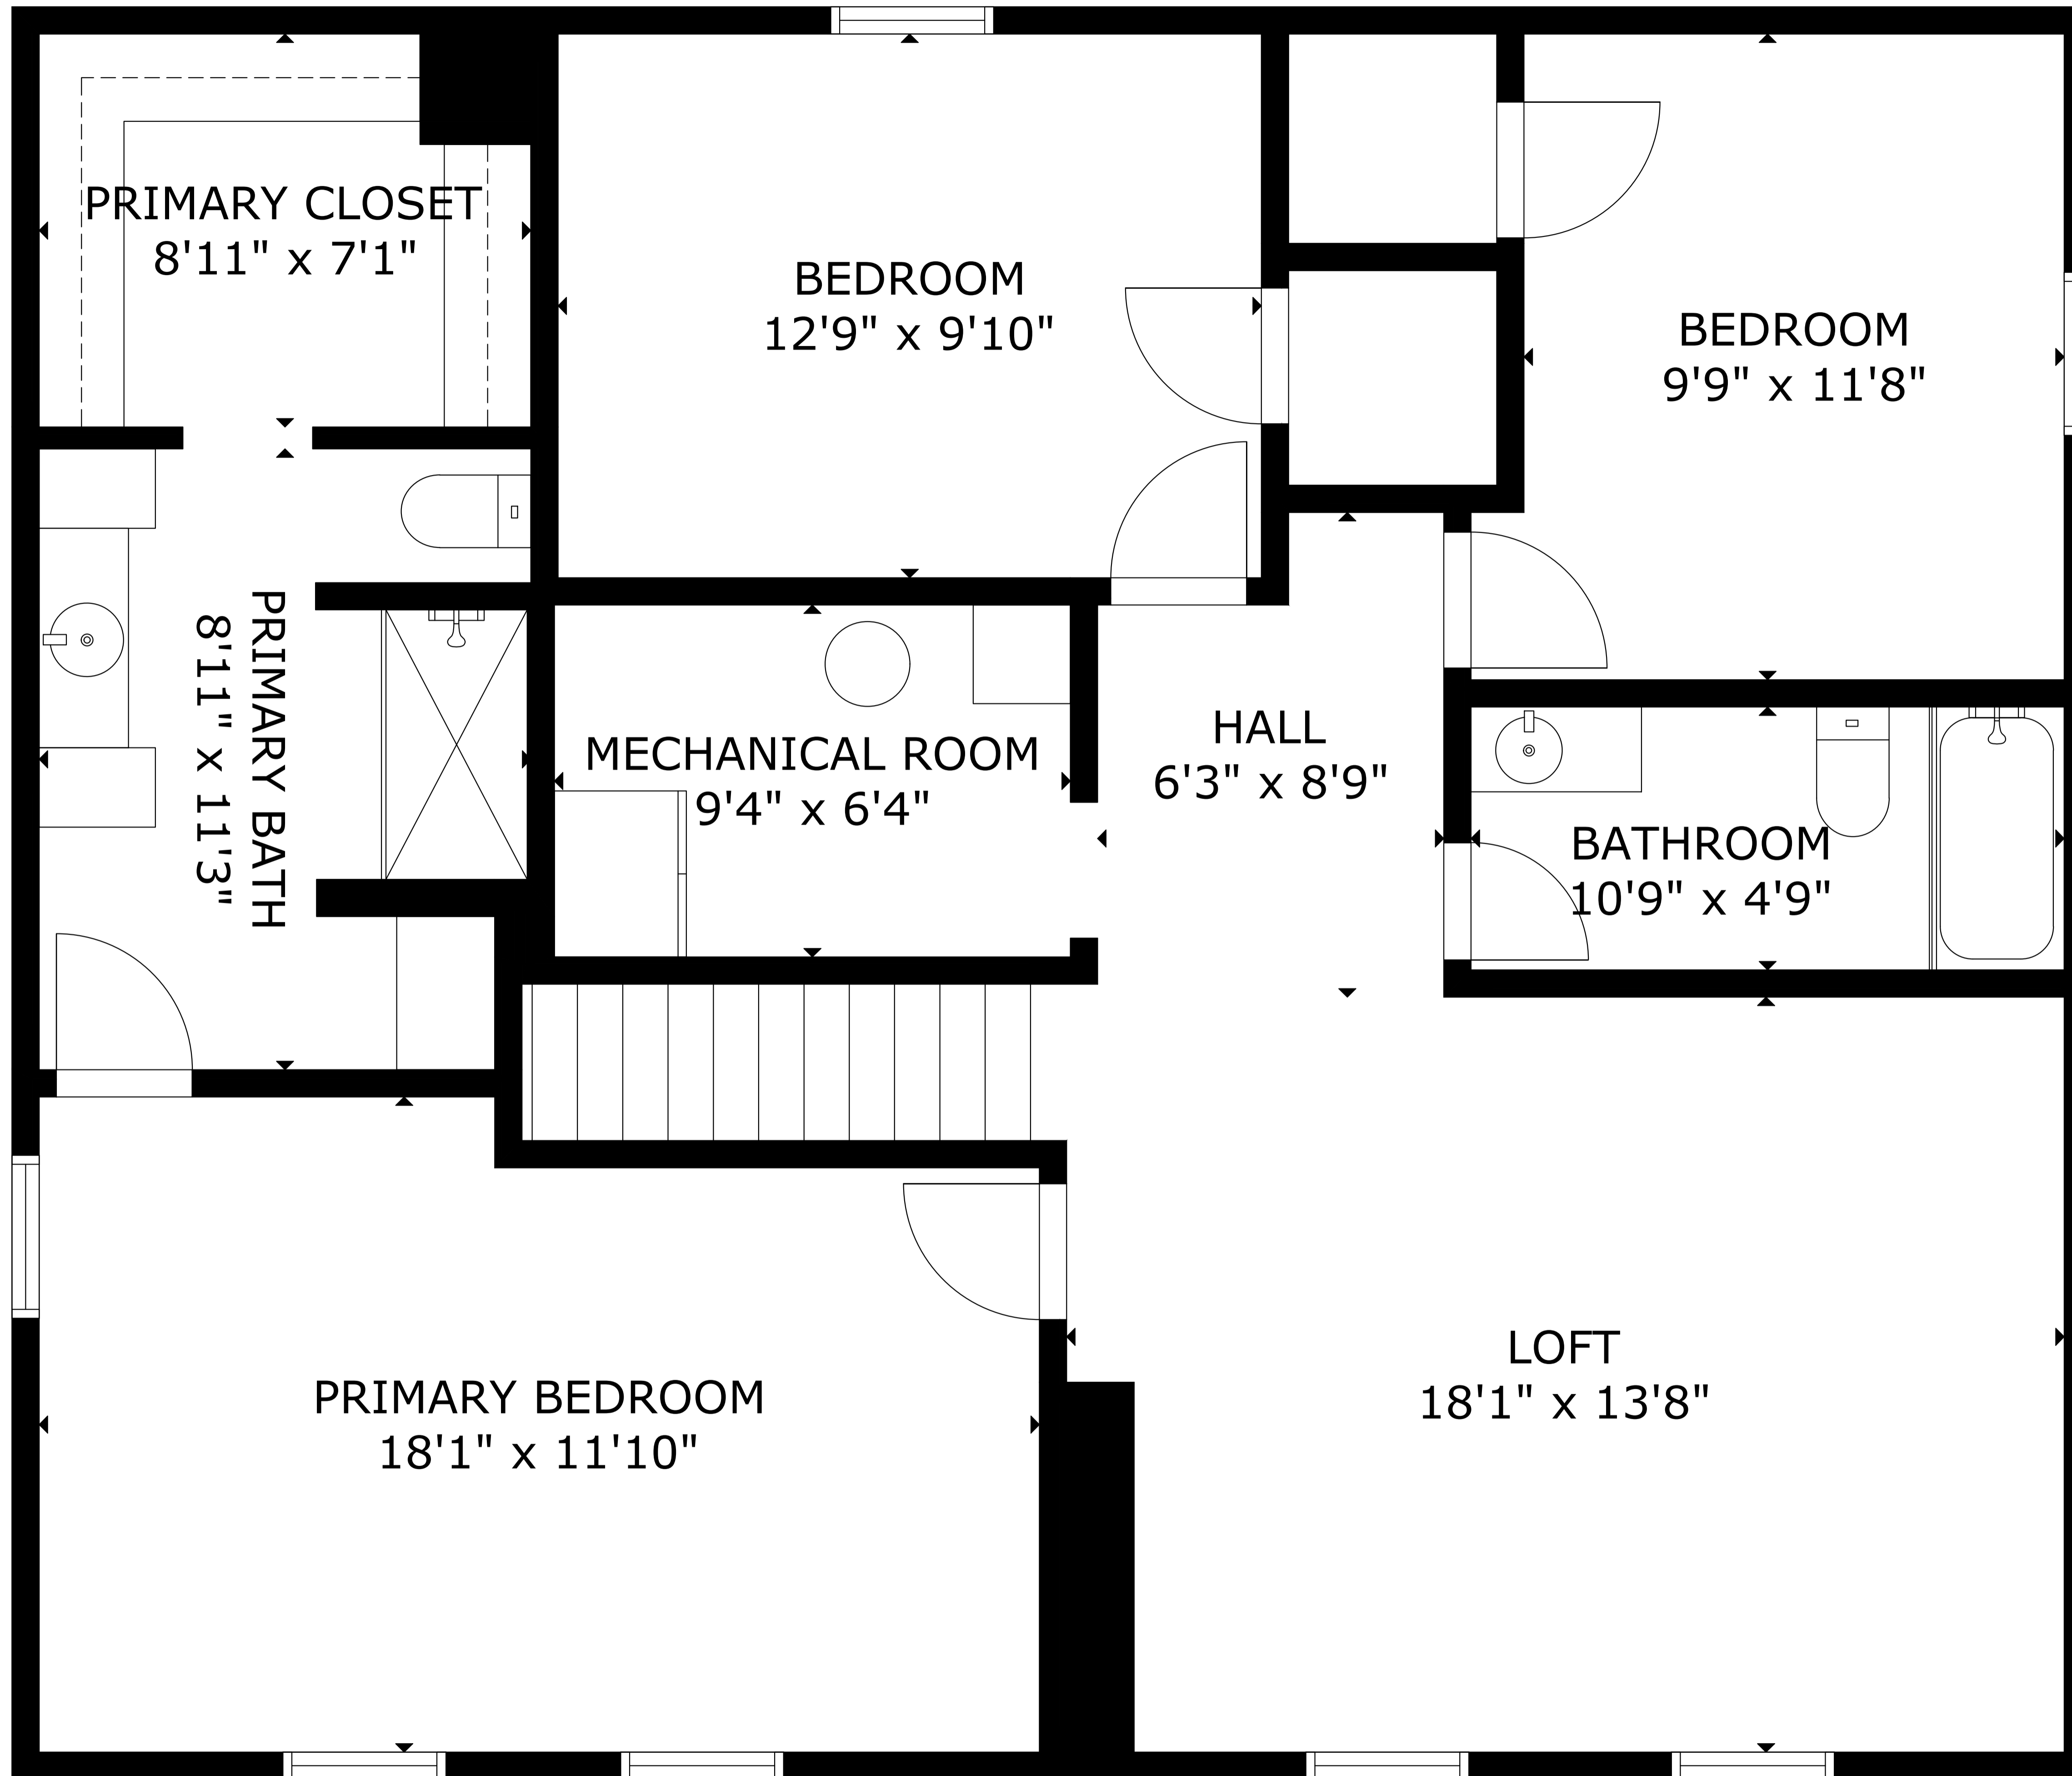 PRIMARY CLOSET
8'11" x 7'1"
BEDROOM
12'9" x 9'10"
BEDROOM
9'9" x 11'8"
PRIMARY BATH
8'11" x 11'3"
MECHANICAL ROOM
9'4" x 6'4"
HALL
6'3" x 8'9"
BATHROOM
10'9" x 4'9"
PRIMARY BEDROOM
18'1" x 11'10"
LOFT
18'1" x 13'8"